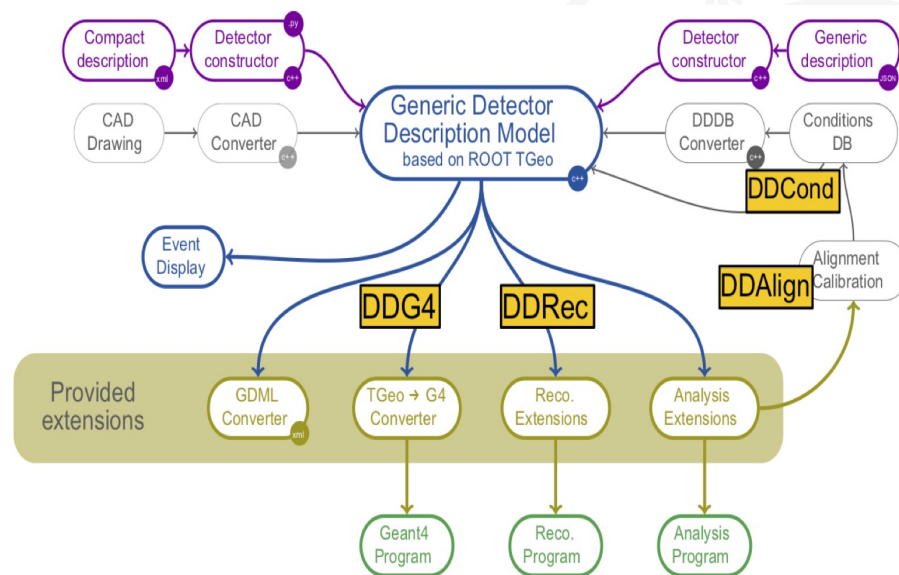 .py
Compact
description
xml
Detector
constructor
c++
Detector
constructor
c++
Generic
description
JSON
CAD
Drawing
CAD
Converter
c++
Generic Detector
Description Model
based on ROOT TGeo
c++
DDDB
Converter
c++
Conditions
DB
DDCond
Event
Display
DDAlign
Alignment
Calibration
DDG4
DDRec
Provided
extensions
GDML
Converter
xml
TGeo → G4
Converter
Reco.
Extensions
Analysis
Extensions
Geant4
Program
Reco.
Program
Analysis
Program